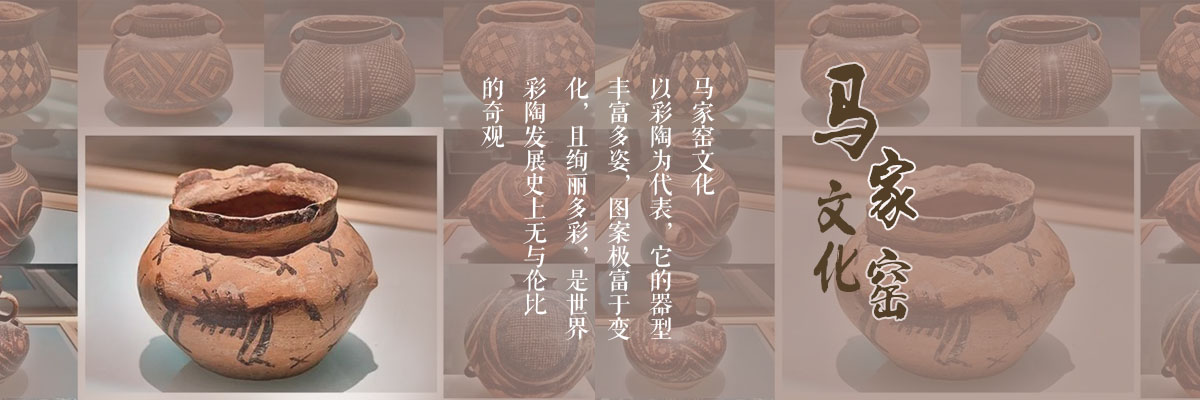 马家窑
文化
马家窑文化
以彩陶为代表，它的器型
丰富多姿，图案极富于变
化，且绚丽多彩，是世界
彩陶发展史上无与伦比
的奇观